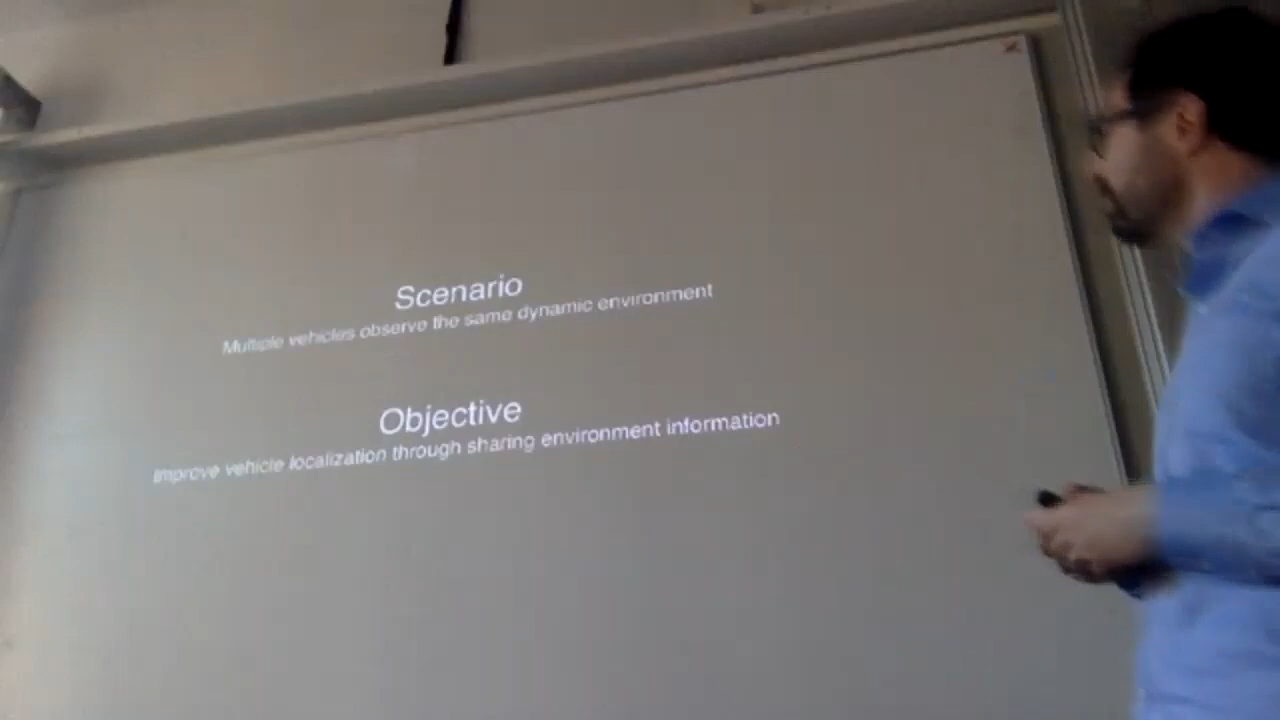 Scenario
Multiple vehicles observe the same dynamic environment
Objective
Improve vehicle localization through sharing environment information